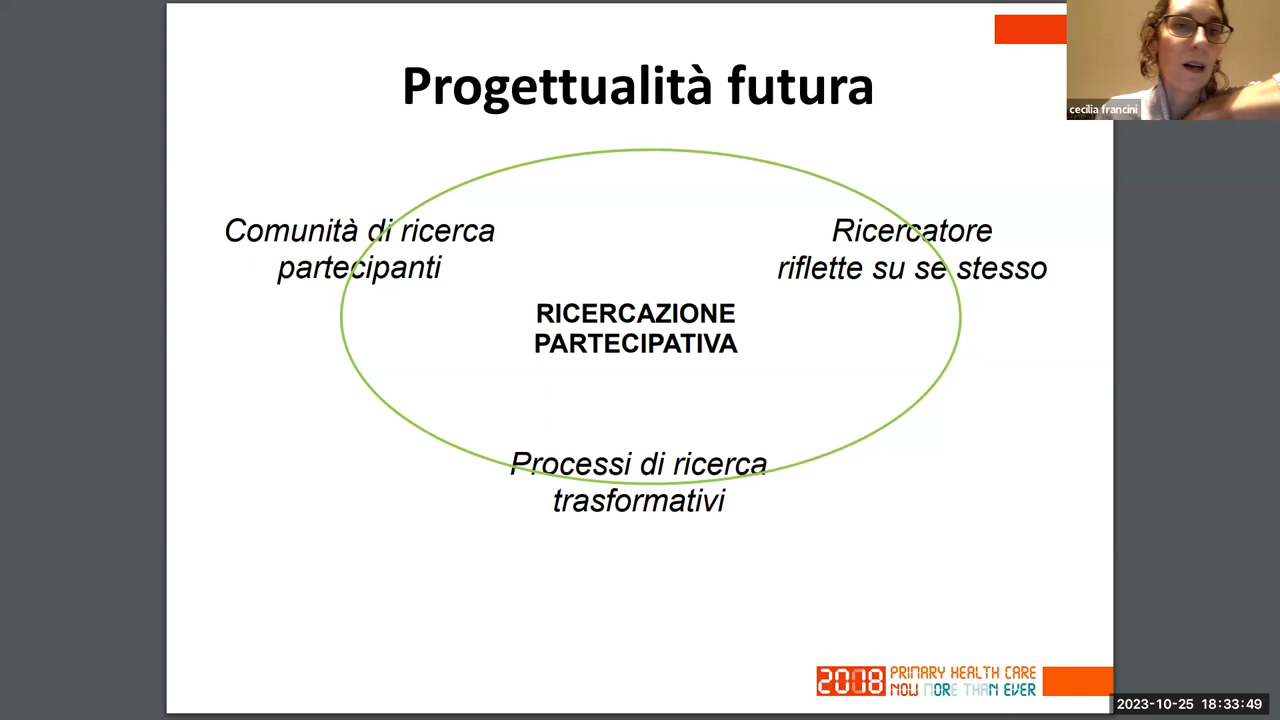 Progettualità futura
cecilia francini
Comunità di ricerca
partecipanti
Ricercatore
riflette su se stesso
RICERCAZIONE
PARTECIPATIVA
Processi di ricerca
trasformativi
2008 PRIMARY HEALTH CARE
NOW MORE THAN EVER
2023-10-25 18:33:49